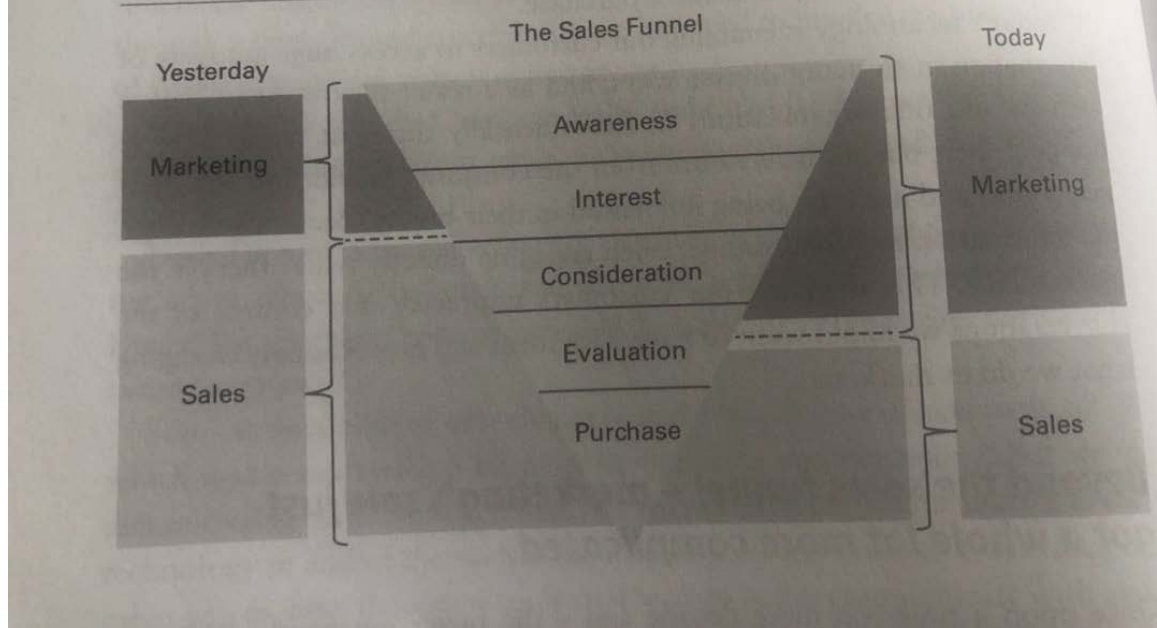 The Sales Funnel
Yesterday
Today
Marketing
Sales
Awareness
Interest
Consideration
Evaluation
Purchase
Marketing
Sales